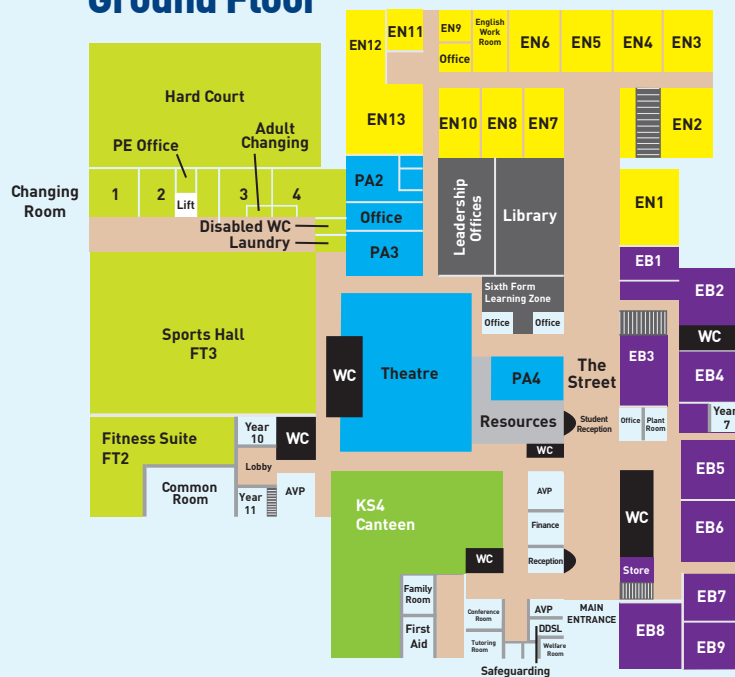 Ground Floor
EN12
EN11
EN9
Office
English
Work
Room
EN6
EN5
EN4
EN3
Hard Court
EN13
EN10
EN8
EN7
EN2
PE Office
Adult
Changing
Changing
Room
1
2
Lift
3
4
PA2
Office
PA3
Disabled WC
Laundry
Leadership
Offices
Library
EN1
EB1
EB2
Sixth Form
Learning Zone
Office
Office
WC
Sports Hall
FT3
WC
Theatre
PA4
The
Street
EB3
EB4
Resources
Student
Reception
Office
Plant
Room
Year
7
Fitness Suite
FT2
Year
10
WC
WC
Lobby
Common
Room
Year
11
AVP
KS4
Canteen
AVP
Finance
Reception
WC
WC
Store
EB5
EB6
Family
Room
First
Aid
Conference
Room
Tutoring
Room
AVP
DDSL
Welfare
Room
Safeguarding
MAIN
ENTRANCE
EB8
EB7
EB9